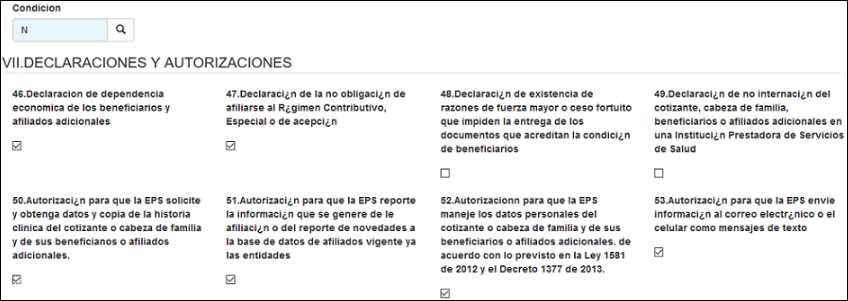 Condicion
N
VII.DECLARACIONES Y AUTORIZACIONES
46.Declaracion de dependencia
economica de los beneficiarios y
afiliados adicionales
47.Declaraci¿n de la no obligaci¿n de
afiliarse al R¿gimen Contributivo,
Especial o de acepci¿n
48.Declaraci¿n de existencia de
razones de fuerza mayor o ceso fortuito
que impiden la entrega de los
documentos que acreditan la condici¿n
de beneficiarios
49.Declaraci¿n de no internaci¿n del
cotizante, cabeza de familia,
beneficiarios o afiliados adicionales en
una Instituci¿n Prestadora de Servicios
de Salud
50.Autorizaci¿n para que la EPS solicite
y obtenga datos y copia de la historia
clinica del cotizante o cabeza de familia
y de sus beneficianos o afiliados
adicionales.
51.Autorizaci¿n para que la EPS reporte
la informaci¿n que se genere de le
afiliaci¿n o del reporte de novedades a
la base de datos de afiliados vigente ya
las entidades
52.Autorizacionn para que la EPS
maneje los datos personales del
cotizante o cabeza de familia y de sus
beneficiarios o afiliados adicionales. de
acuerdo con lo previsto en la Ley 1581
de 2012 y el Decreto 1377 de 2013.
53.Autorizaci¿n para que la EPS envie
informaci¿n al correo electr¿nico o el
celular como mensajes de texto